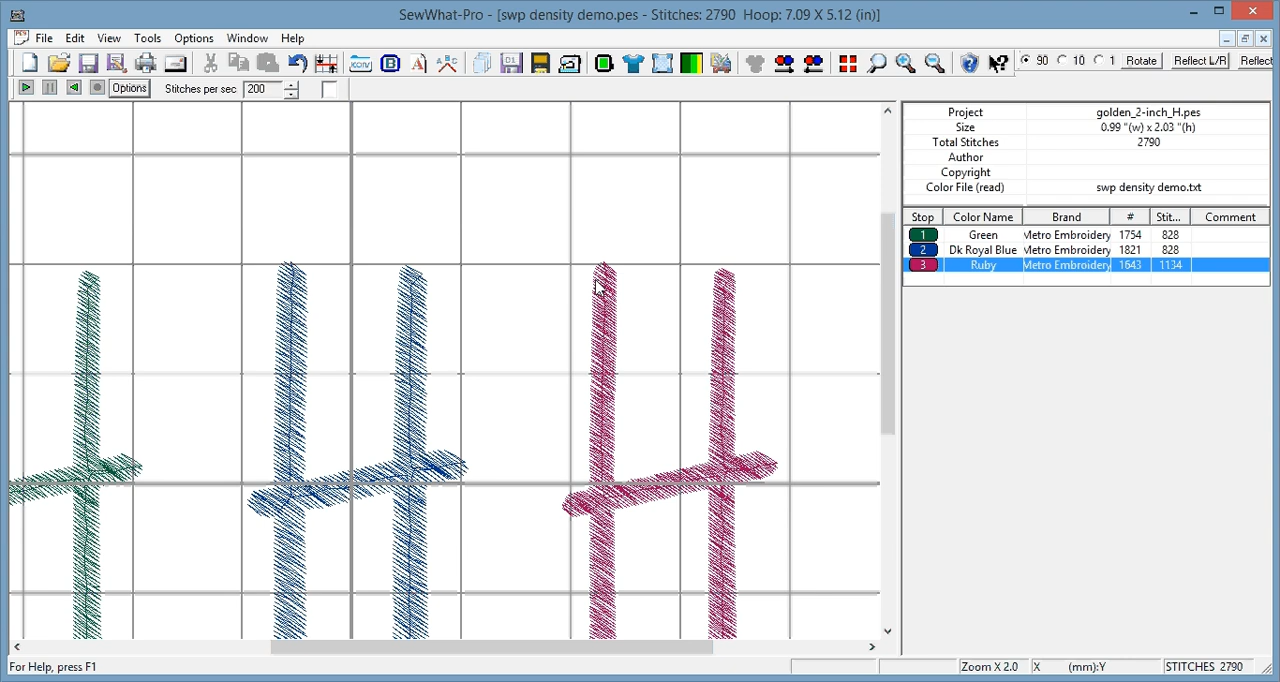 SewWhat-Pro - [swp density demo.pes - Stitches: 2790 Hoop: 7.09 X 5.12 (in)]
File Edit View Tools Options Window Help
90 10 1 Rotate Reflect L/R Reflect
Options Stitches per sec 200
Project golden_2-inch_H.pes
Size 0.99 "(w) x 2.03 "(h)
Total Stitches 2790
Author
Copyright
Color File (read) swp density demo.txt
Stop Color Name Brand # Stit... Comment
1 Green Metro Embroidery 1754 828
2 Dk Royal Blue Metro Embroidery 1821 828
3 Ruby Metro Embroidery 1643 1134
For Help, press F1 Zoom X 2.0 X (mm):Y STITCHES 2790